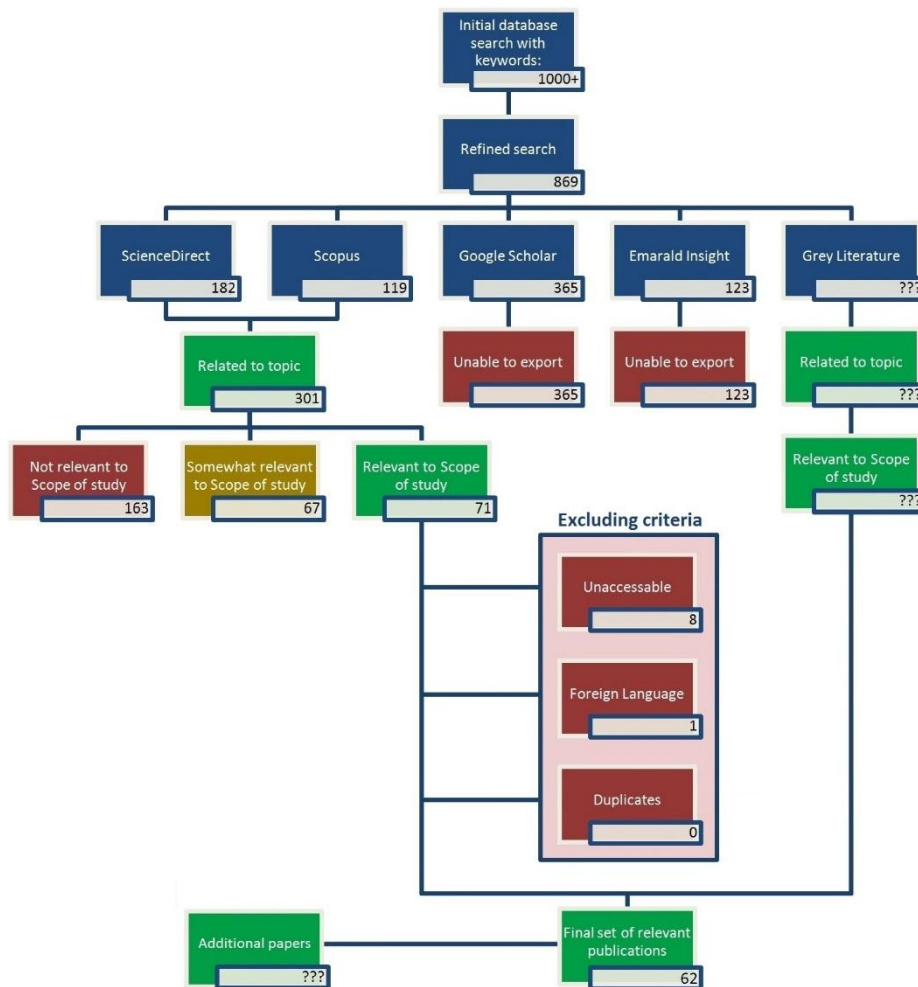 Initial database
search with
keywords:
1000+
Refined search
869
ScienceDirect
182
Scopus
119
Google Scholar
365
Emarald Insight
123
Grey Literature
???
Related to topic
301
Unable to export
365
Unable to export
123
Related to topic
???
Not relevant to
Scope of study
163
Somewhat relevant
to Scope of study
67
Relevant to Scope
of study
71
Relevant to Scope
of study
???
Excluding criteria
Unaccessable
8
Foreign Language
1
Duplicates
0
Additional papers
???
Final set of relevant
publications
62